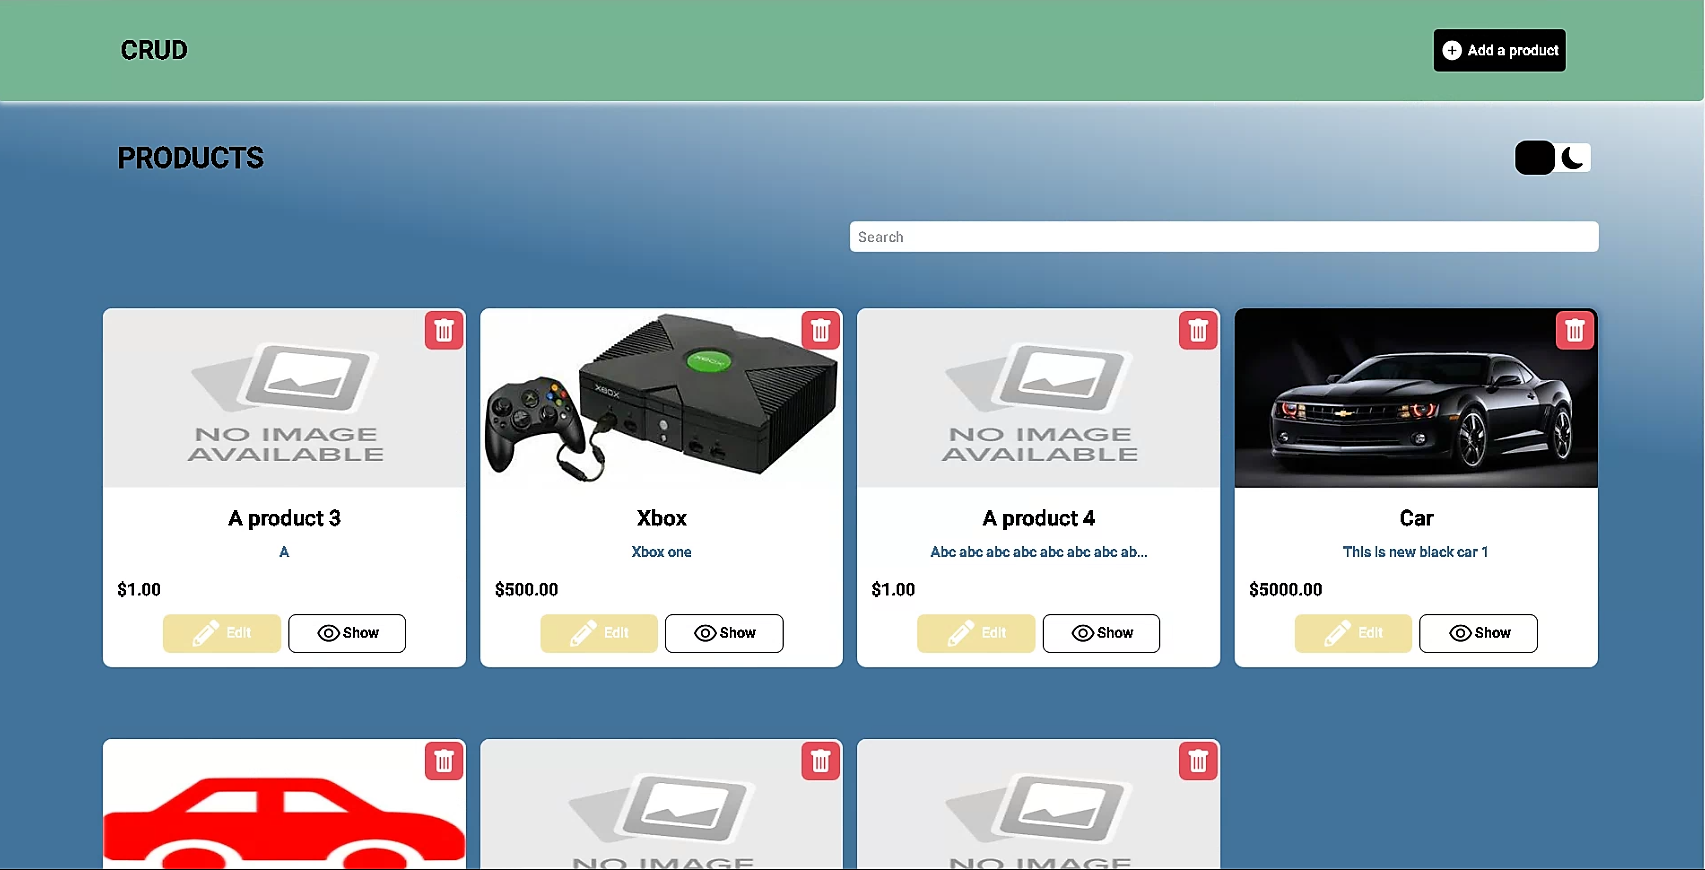 CRUD
Add a product
PRODUCTS
Search
NO IMAGE
AVAILABLE
XBOX
XBOX
NO IMAGE
AVAILABLE
A product 3
Xbox
A product 4
Car
A
Xbox one
Abc abc abc abc abc abc abc ab...
This is new black car 1
$1.00
$500.00
$1.00
$5000.00
Edit
Show
Edit
Show
Edit
Show
Edit
Show
NO IMAGE
NO IMAGE